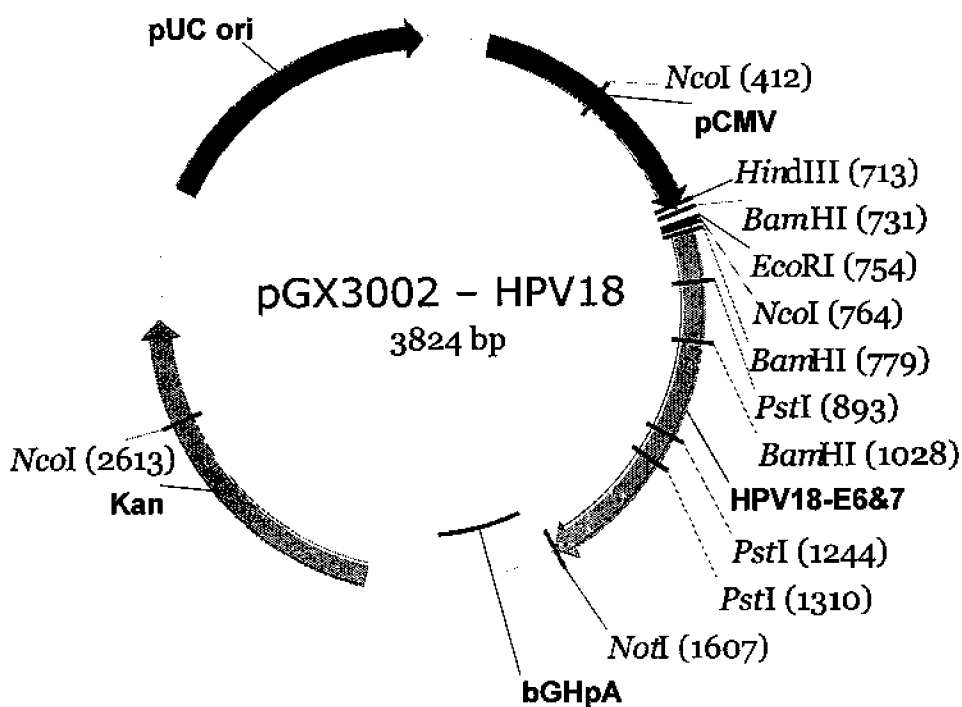 pUC ori
NcoI (412)
pCMV
HindIII (713)
BamHI (731)
EcoRI (754)
NcoI (764)
BamHI (779)
PstI (893)
BamHI (1028)
HPV18-E6&7
PstI (1244)
PstI (1310)
NotI (1607)
bGHpA
Kan
NcoI (2613)
pGX3002 – HPV18
3824 bp